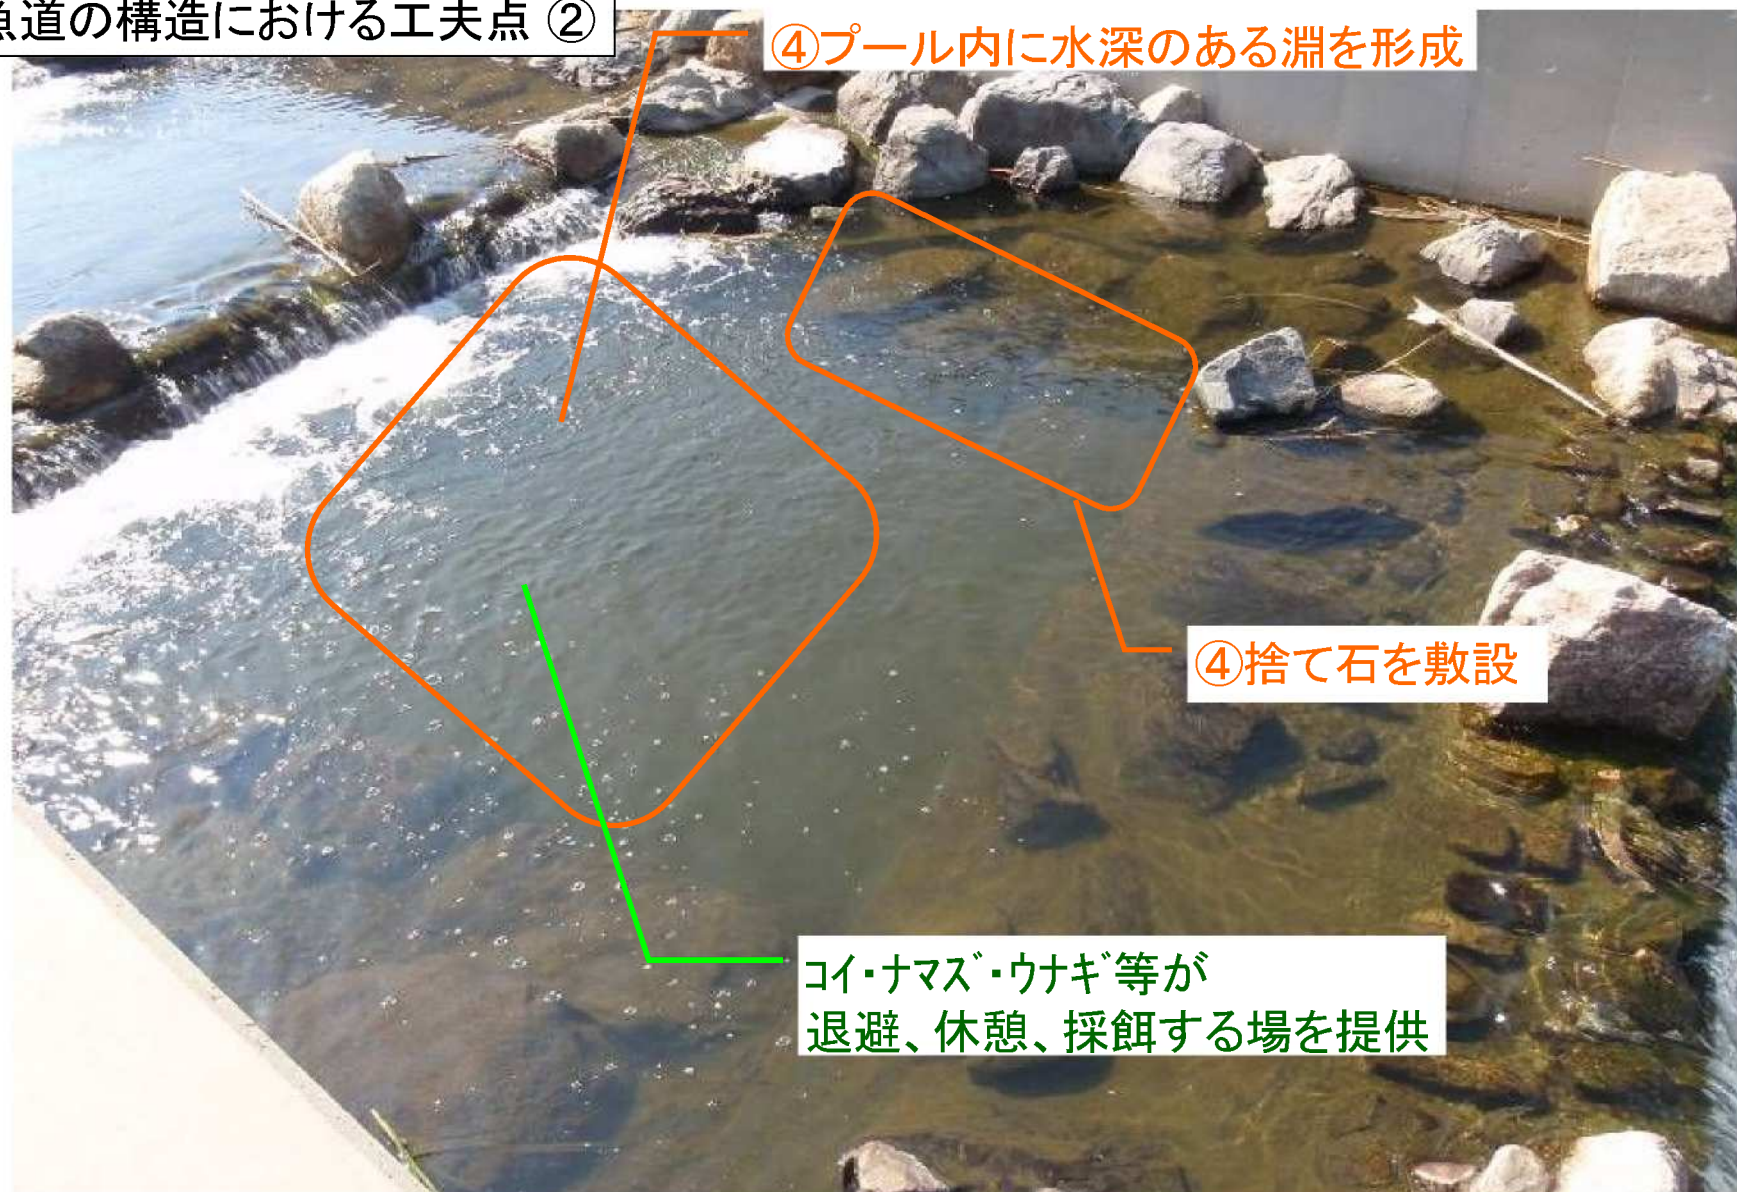 魚道の構造における工夫点 ②
④プール内に水深のある淵を形成
④捨て石を敷設
コイ・ナマズ・ウナギ等が
退避、休憩、採餌する場を提供